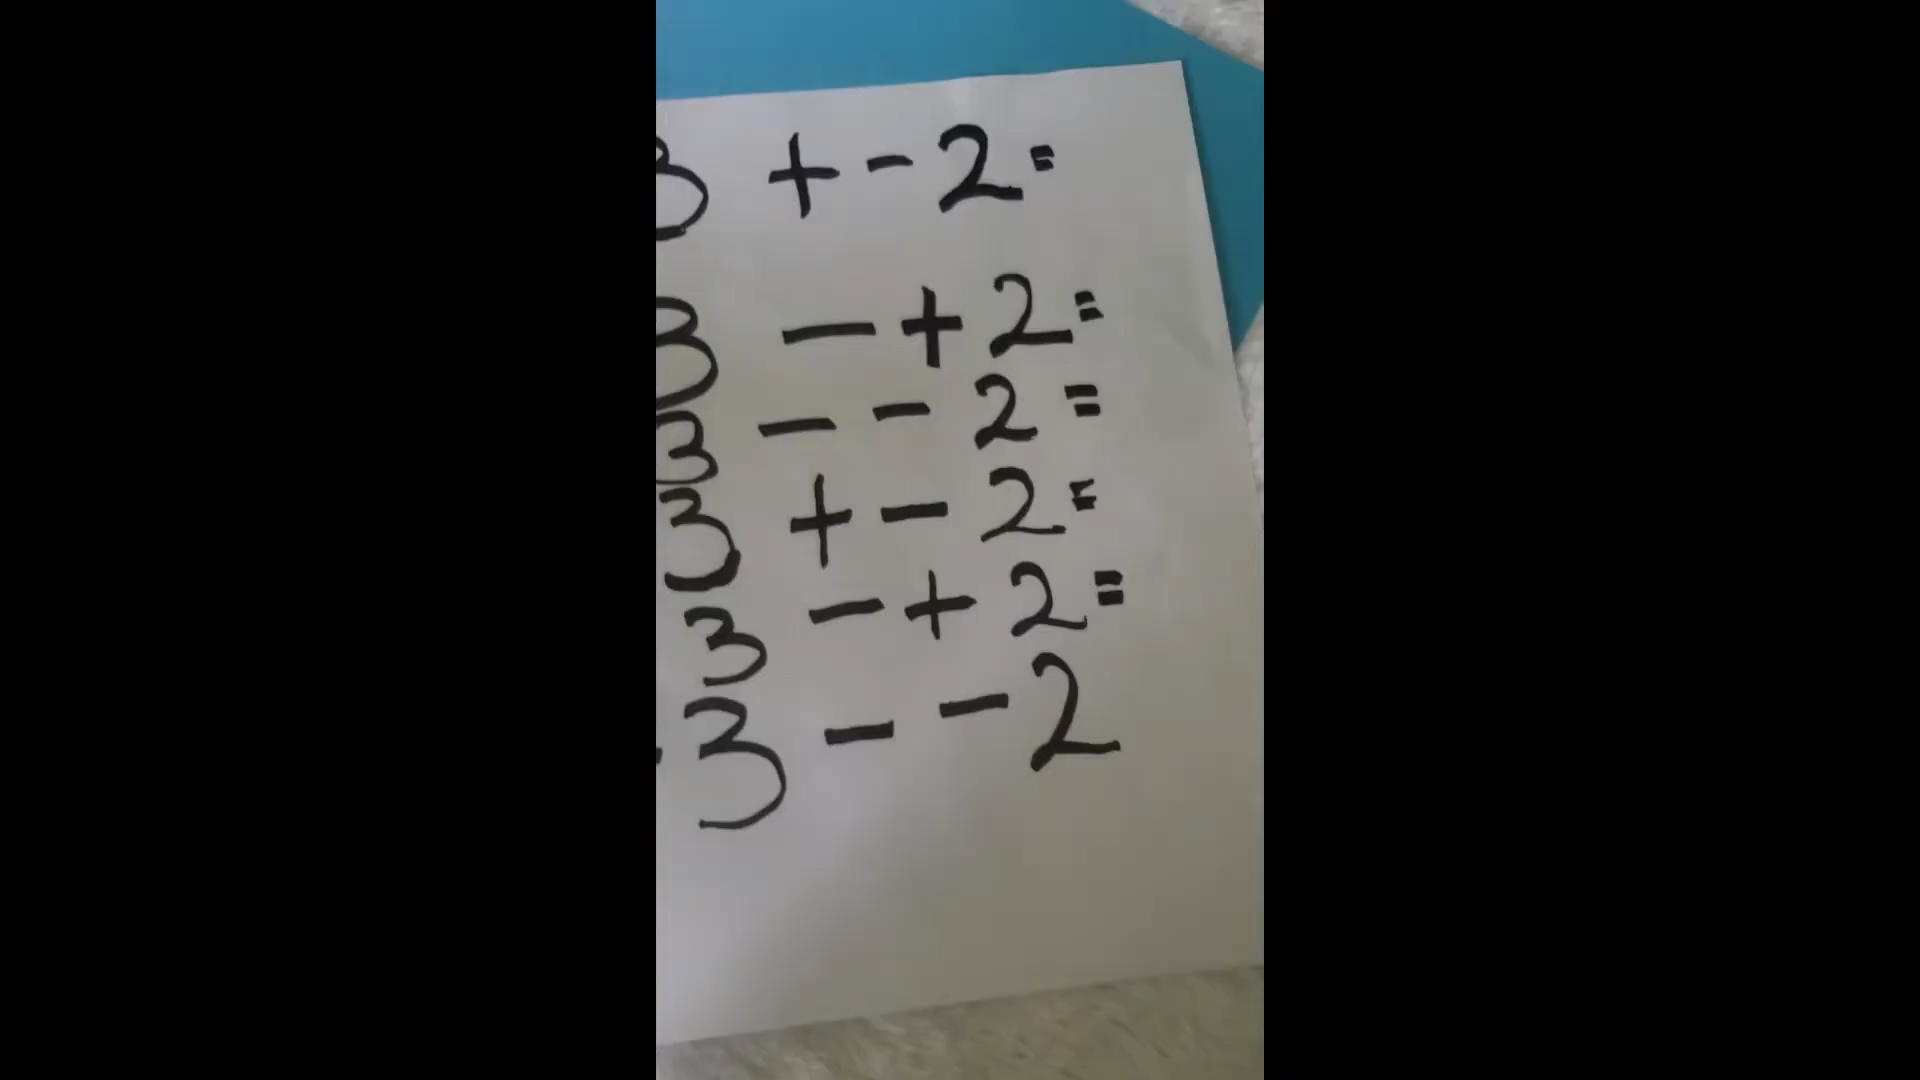 3 + - 2 =
3 - + 2 =
3 - - 2 =
3 + - 2 =
3 - + 2 =
-3 - - 2